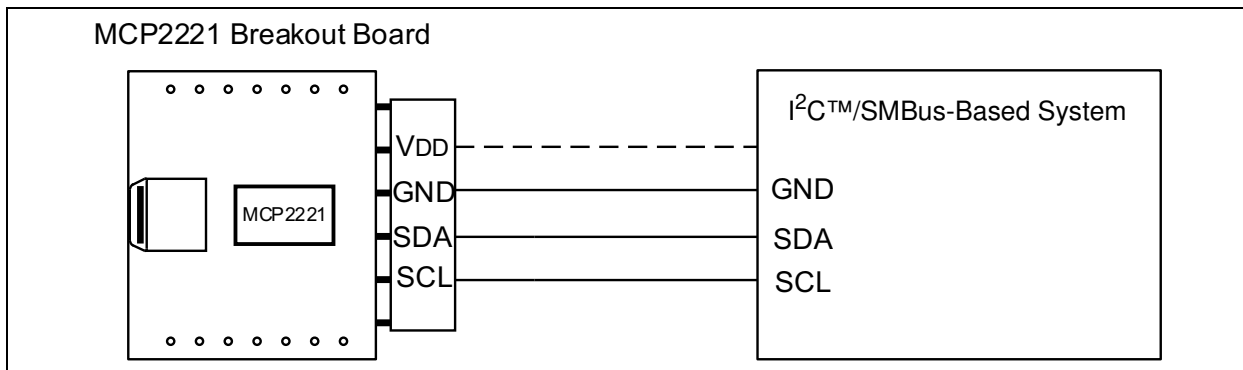 MCP2221 Breakout Board
I²C™/SMBus-Based System
VDD
GND
GND
MCP2221
SDA
SDA
SCL
SCL